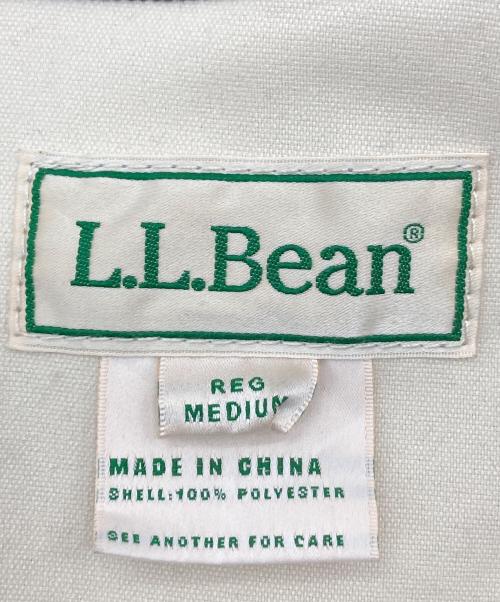 L.L.Bean®
REG
MEDIUM
MADE IN CHINA
SHELL:100% POLYESTER
SEE ANOTHER FOR CARE